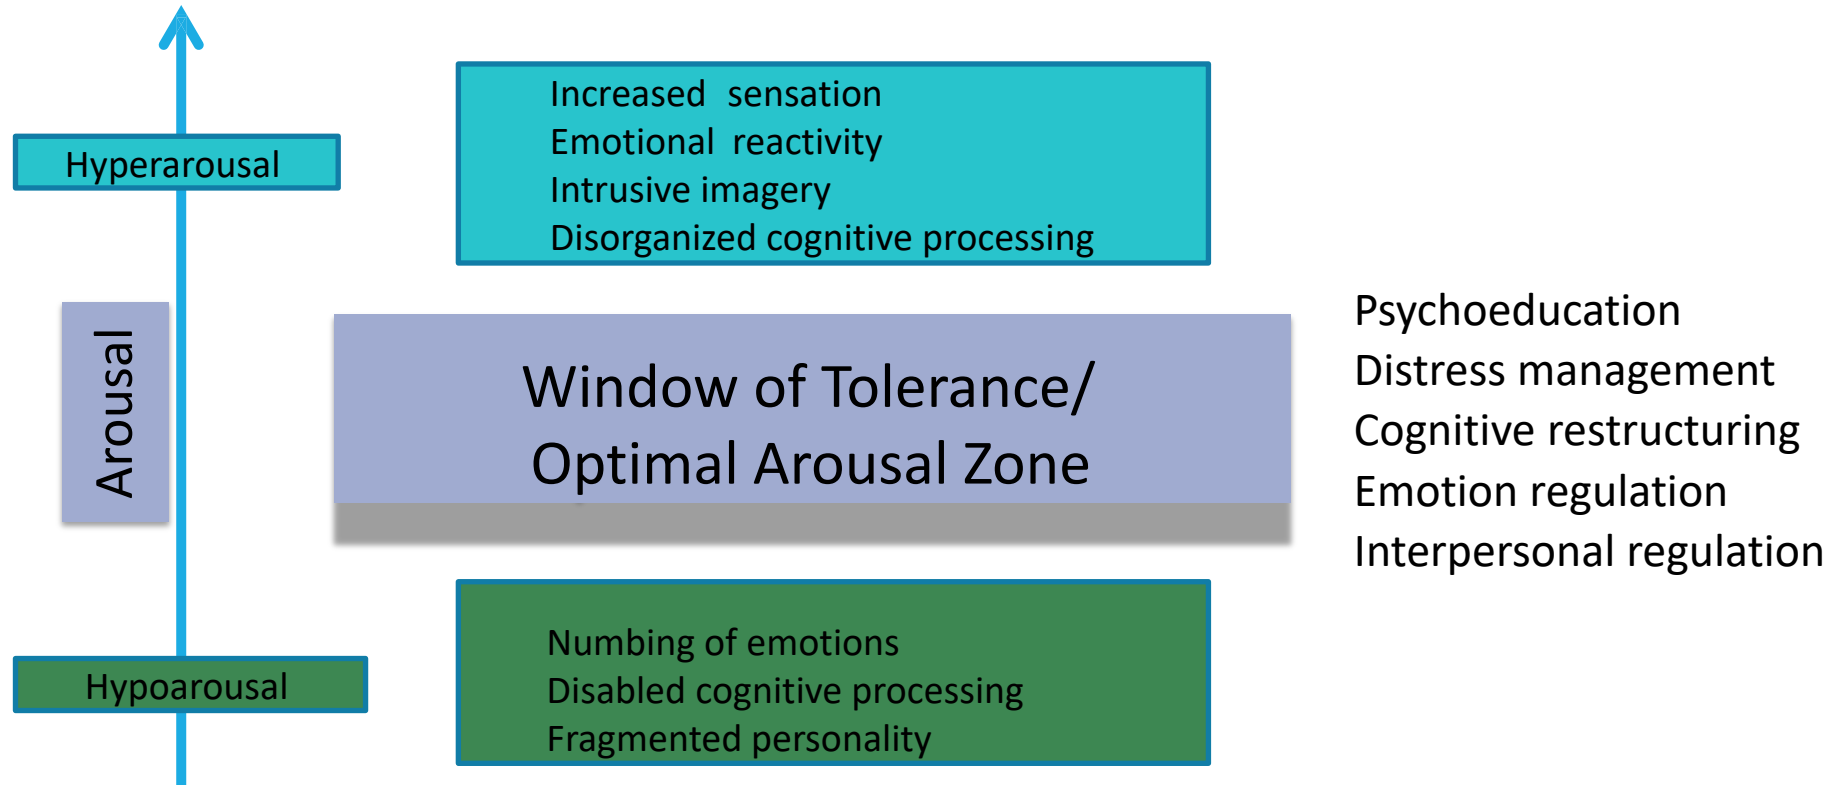 Hyperarousal
Increased sensation
Emotional reactivity
Intrusive imagery
Disorganized cognitive processing
Arousal
Window of Tolerance/
Optimal Arousal Zone
Psychoeducation
Distress management
Cognitive restructuring
Emotion regulation
Interpersonal regulation
Hypoarousal
Numbing of emotions
Disabled cognitive processing
Fragmented personality